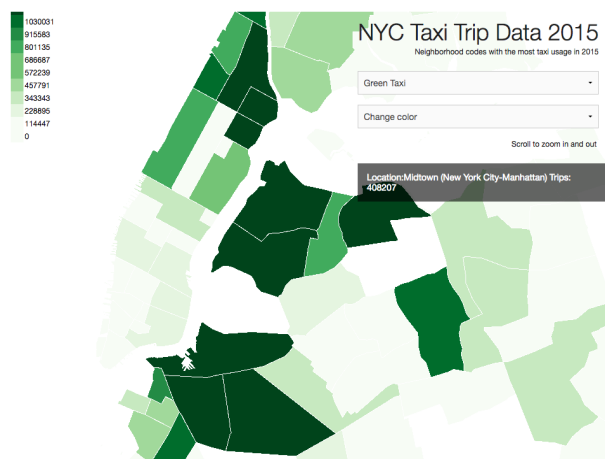 NYC Taxi Trip Data 2015
Neighborhood codes with the most taxi usage in 2015
Green Taxi
Change color
Scroll to zoom in and out
Location:Midtown (New York City-Manhattan) Trips:
408207
1030031
915583
801135
686687
572239
457791
343343
228895
114447
0